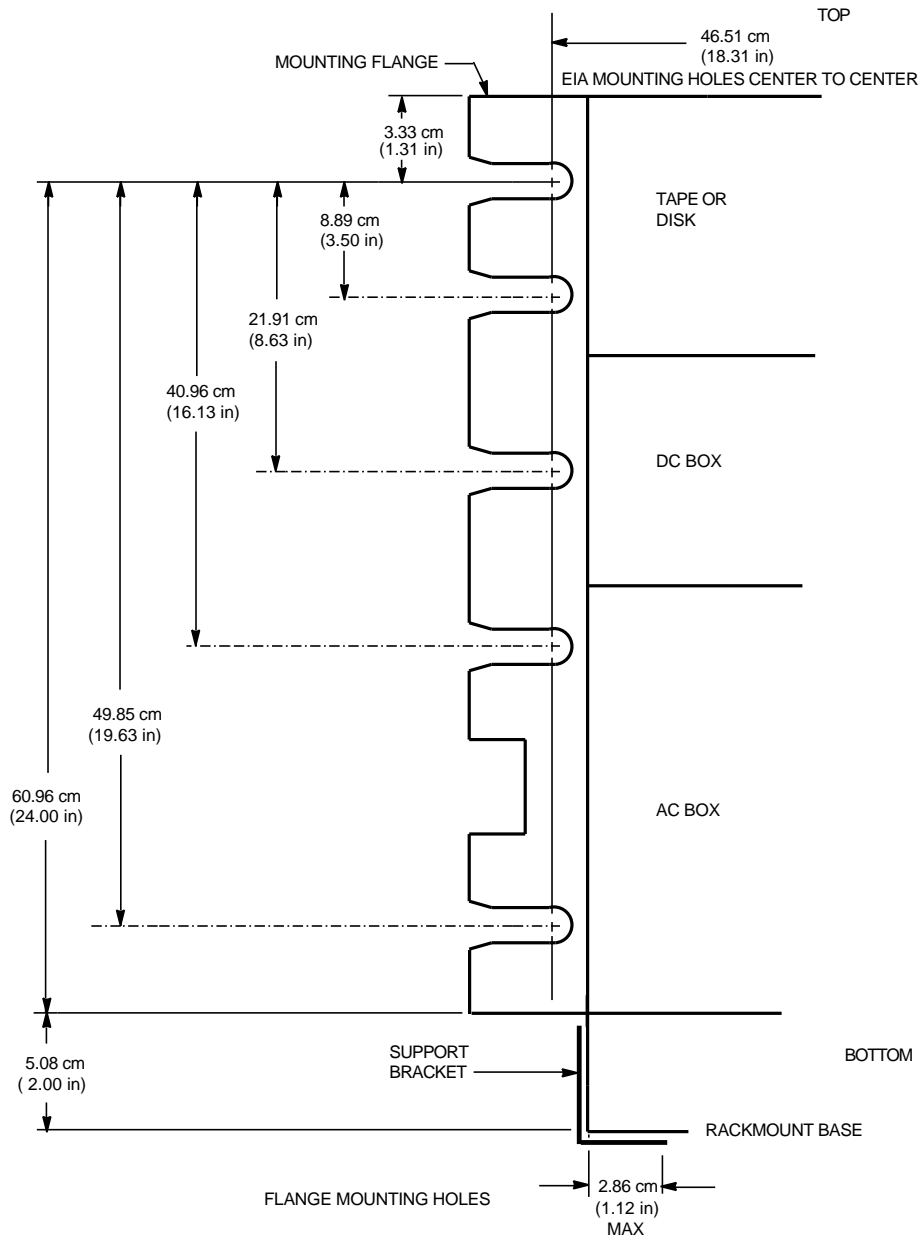 TOP
46.51 cm
(18.31 in)
MOUNTING FLANGE
EIA MOUNTING HOLES CENTER TO CENTER
3.33 cm
(1.31 in)
8.89 cm
(3.50 in)
TAPE OR
DISK
21.91 cm
(8.63 in)
40.96 cm
(16.13 in)
DC BOX
49.85 cm
(19.63 in)
60.96 cm
(24.00 in)
AC BOX
5.08 cm
( 2.00 in)
SUPPORT
BRACKET
BOTTOM
RACKMOUNT BASE
FLANGE MOUNTING HOLES
2.86 cm
(1.12 in)
MAX